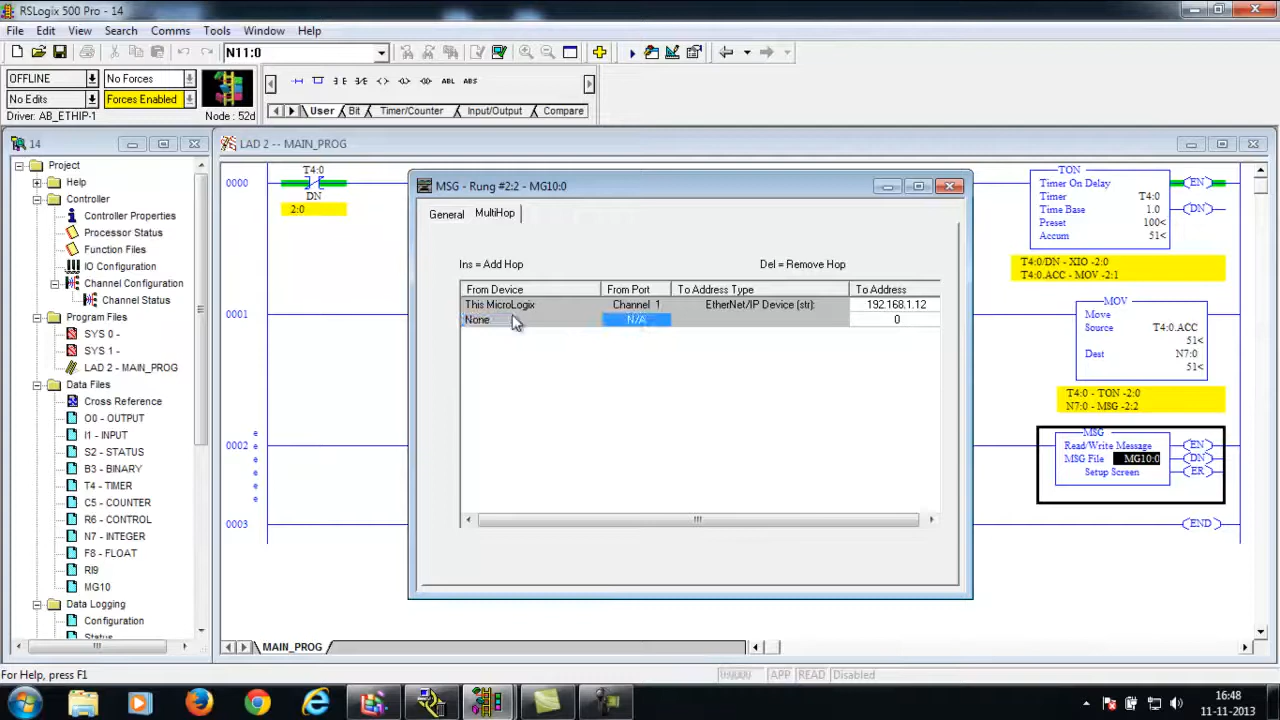 RSLogix 500 Pro - 14
File Edit View Search Comms Tools Window Help
N11:0
OFFLINE No Forces
No Edits Forces Enabled
Driver: AB_ETHIP-1 Node : 52d
ABL ABS
User Bit Timer/Counter Input/Output Compare
14
Project
Help
Controller
Controller Properties
Processor Status
Function Files
IO Configuration
Channel Configuration
Channel Status
Program Files
SYS 0 -
SYS 1 -
LAD 2 - MAIN_PROG
Data Files
Cross Reference
O0 - OUTPUT
I1 - INPUT
S2 - STATUS
B3 - BINARY
T4 - TIMER
C5 - COUNTER
R6 - CONTROL
N7 - INTEGER
F8 - FLOAT
RI9
MG10
Data Logging
Configuration
Status
LAD 2 -- MAIN_PROG
0000
T4:0
DN
2:0
TON
Timer On Delay
Timer T4:0
Time Base 1.0
Preset 100<
Accum 51<
EN
DN
T4:0/DN - XIO -2:0
T4:0.ACC - MOV -2:1
0001
MOV
Move
Source T4:0.ACC
51<
Dest N7:0
51<
T4:0 - TON -2:0
N7:0 - MSG -2:2
0002
e
e
e
e
e
MSG
Read/Write Message
MSG File MG10:0
Setup Screen
EN
DN
ER
0003
END
MSG - Rung #2:2 - MG10:0
General MultiHop
Ins = Add Hop Del = Remove Hop
From Device From Port To Address Type To Address
This MicroLogix Channel 1 EtherNet/IP Device (str): 192.168.1.12
None N/A 0
MAIN_PROG
For Help, press F1
0:0000 APP READ Disabled
16:48
11-11-2013